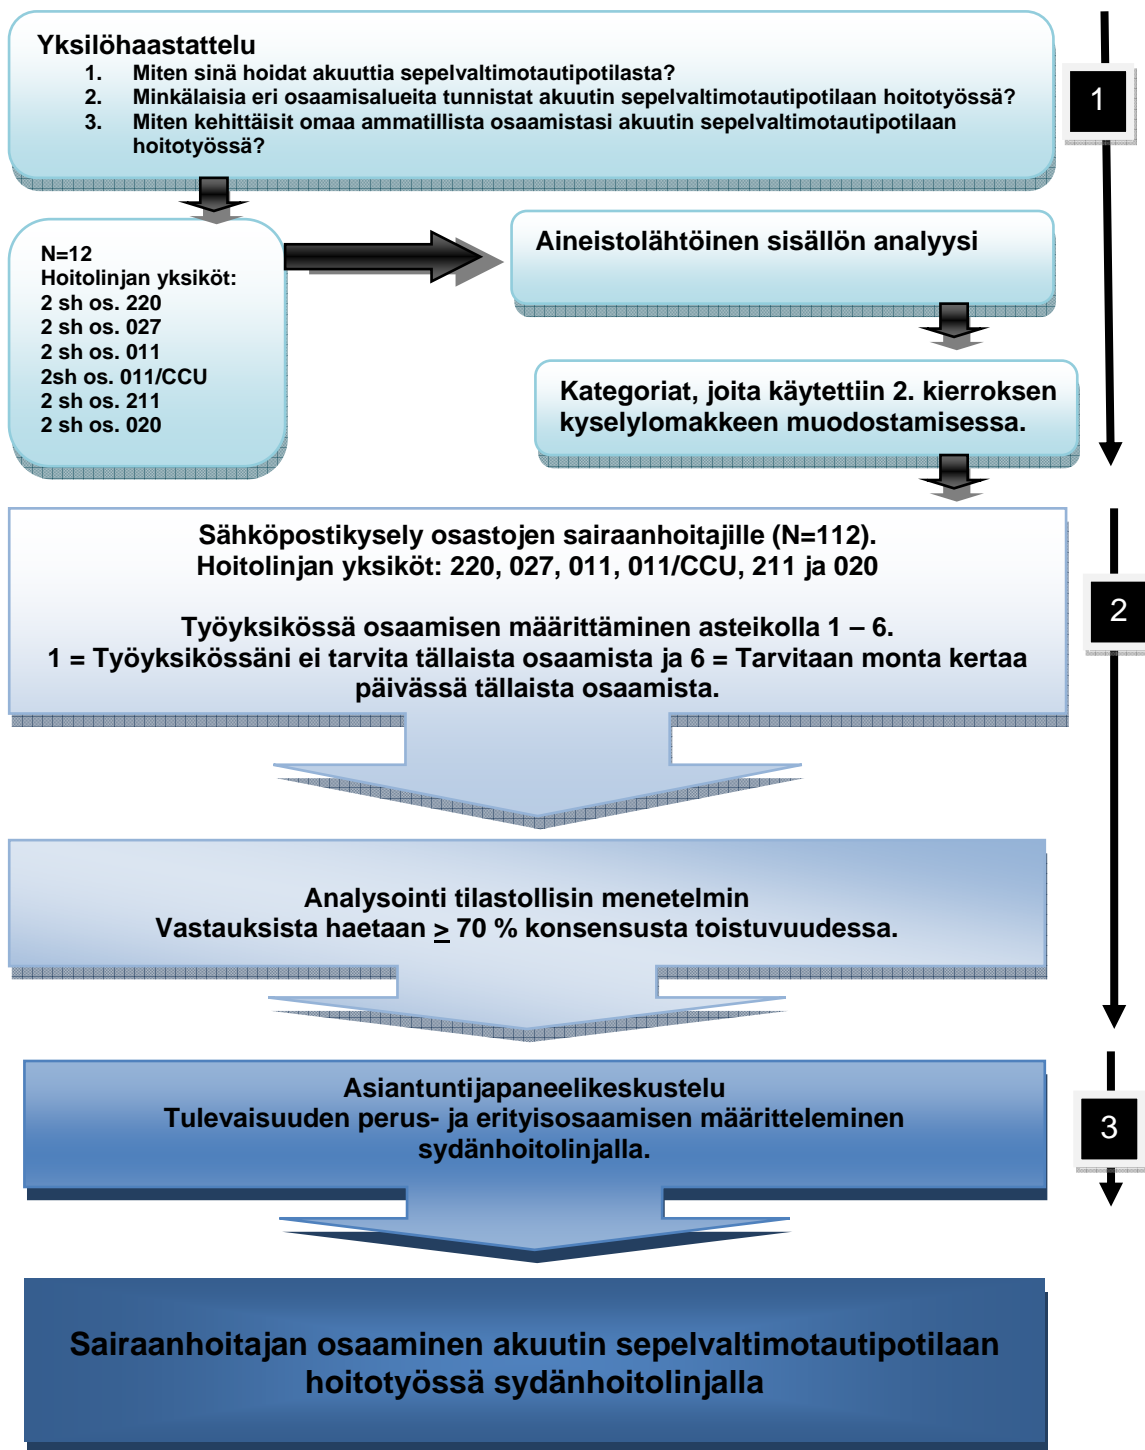 Yksilöhaastattelu
1. Miten sinä hoidat akuuttia sepelvaltimotautipotilasta?
2. Minkälaisia eri osaamisalueita tunnistat akuutin sepelvaltimotautipotilaan hoitotyössä?
3. Miten kehittäisit omaa ammatillista osaamistasi akuutin sepelvaltimotautipotilaan
hoitotyössä?
1
N=12
Hoitolinjan yksiköt:
2 sh os. 220
2 sh os. 027
2 sh os. 011
2sh os. 011/CCU
2 sh os. 211
2 sh os. 020
Aineistolähtöinen sisällön analyysi
Kategoriat, joita käytettiin 2. kierroksen
kyselylomakkeen muodostamisessa.
Sähköpostikysely osastojen sairaanhoitajille (N=112).
Hoitolinjan yksiköt: 220, 027, 011, 011/CCU, 211 ja 020
Työyksikössä osaamisen määrittäminen asteikolla 1 – 6.
1 = Työyksikössäni ei tarvita tällaista osaamista ja 6 = Tarvitaan monta kertaa
päivässä tällaista osaamista.
2
Analysointi tilastollisin menetelmin
Vastauksista haetaan ≥ 70 % konsensusta toistuvuudessa.
Asiantuntijapaneelikeskustelu
Tulevaisuuden perus- ja erityisosaamisen määritteleminen
sydänhoitolinjalla.
3
Sairaanhoitajan osaaminen akuutin sepelvaltimotautipotilaan
hoitotyössä sydänhoitolinjalla